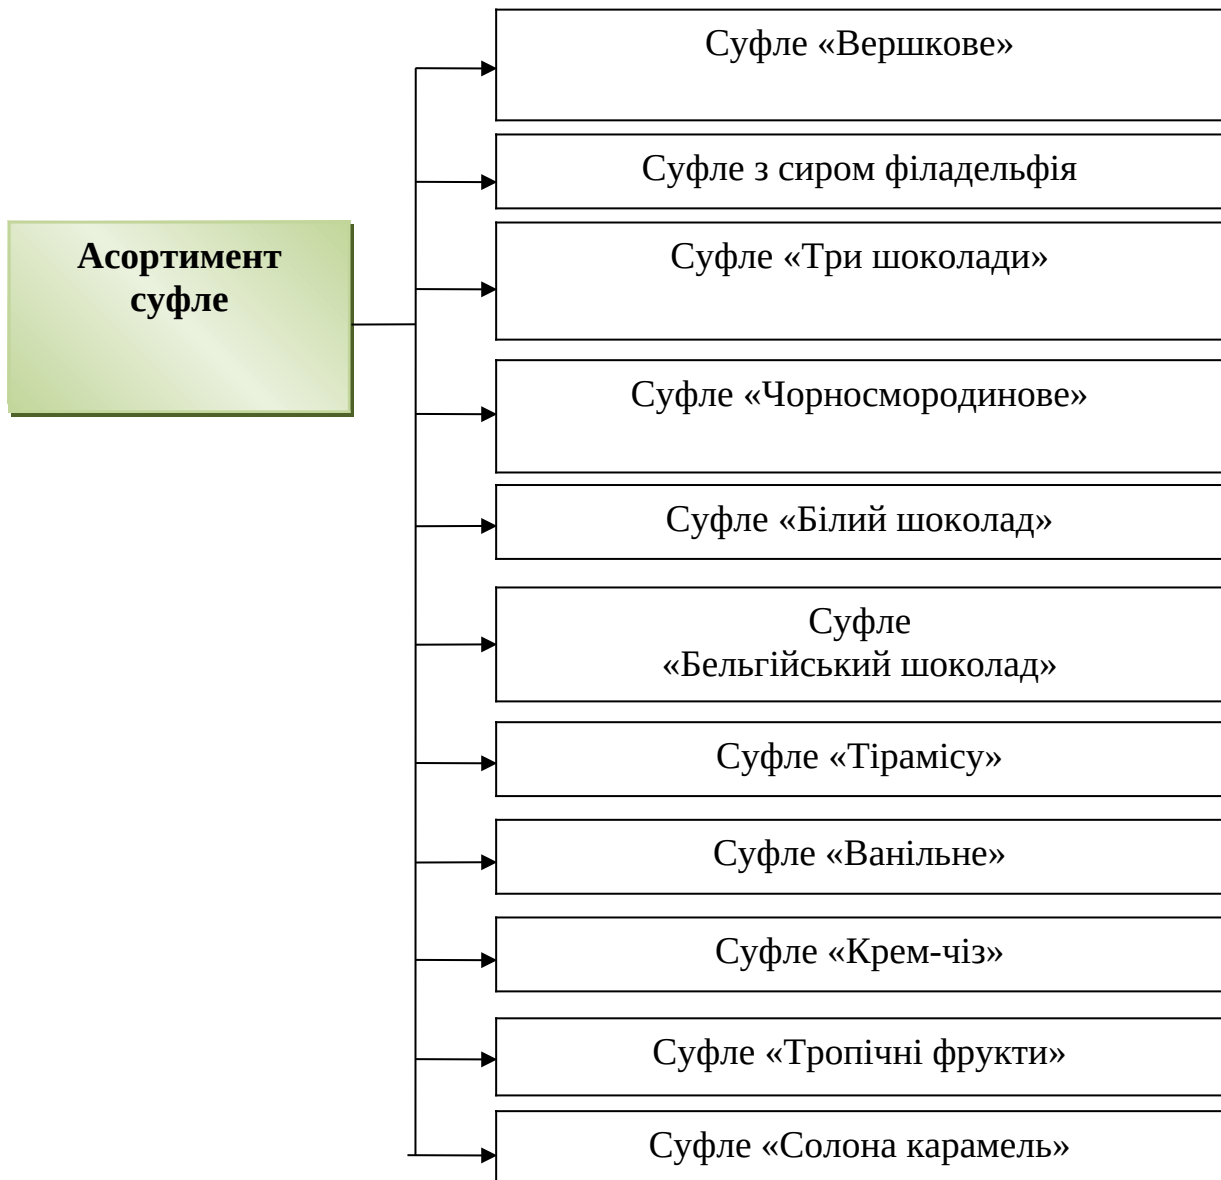 Суфле «Вершкове»
Суфле з сиром філадельфія
Асортимент
суфле
Суфле «Три шоколади»
Суфле «Чорносмородинове»
Суфле «Білий шоколад»
Суфле
«Бельгійський шоколад»
Суфле «Тірамісу»
Суфле «Ванільне»
Суфле «Крем-чіз»
Суфле «Тропічні фрукти»
Суфле «Солона карамель»